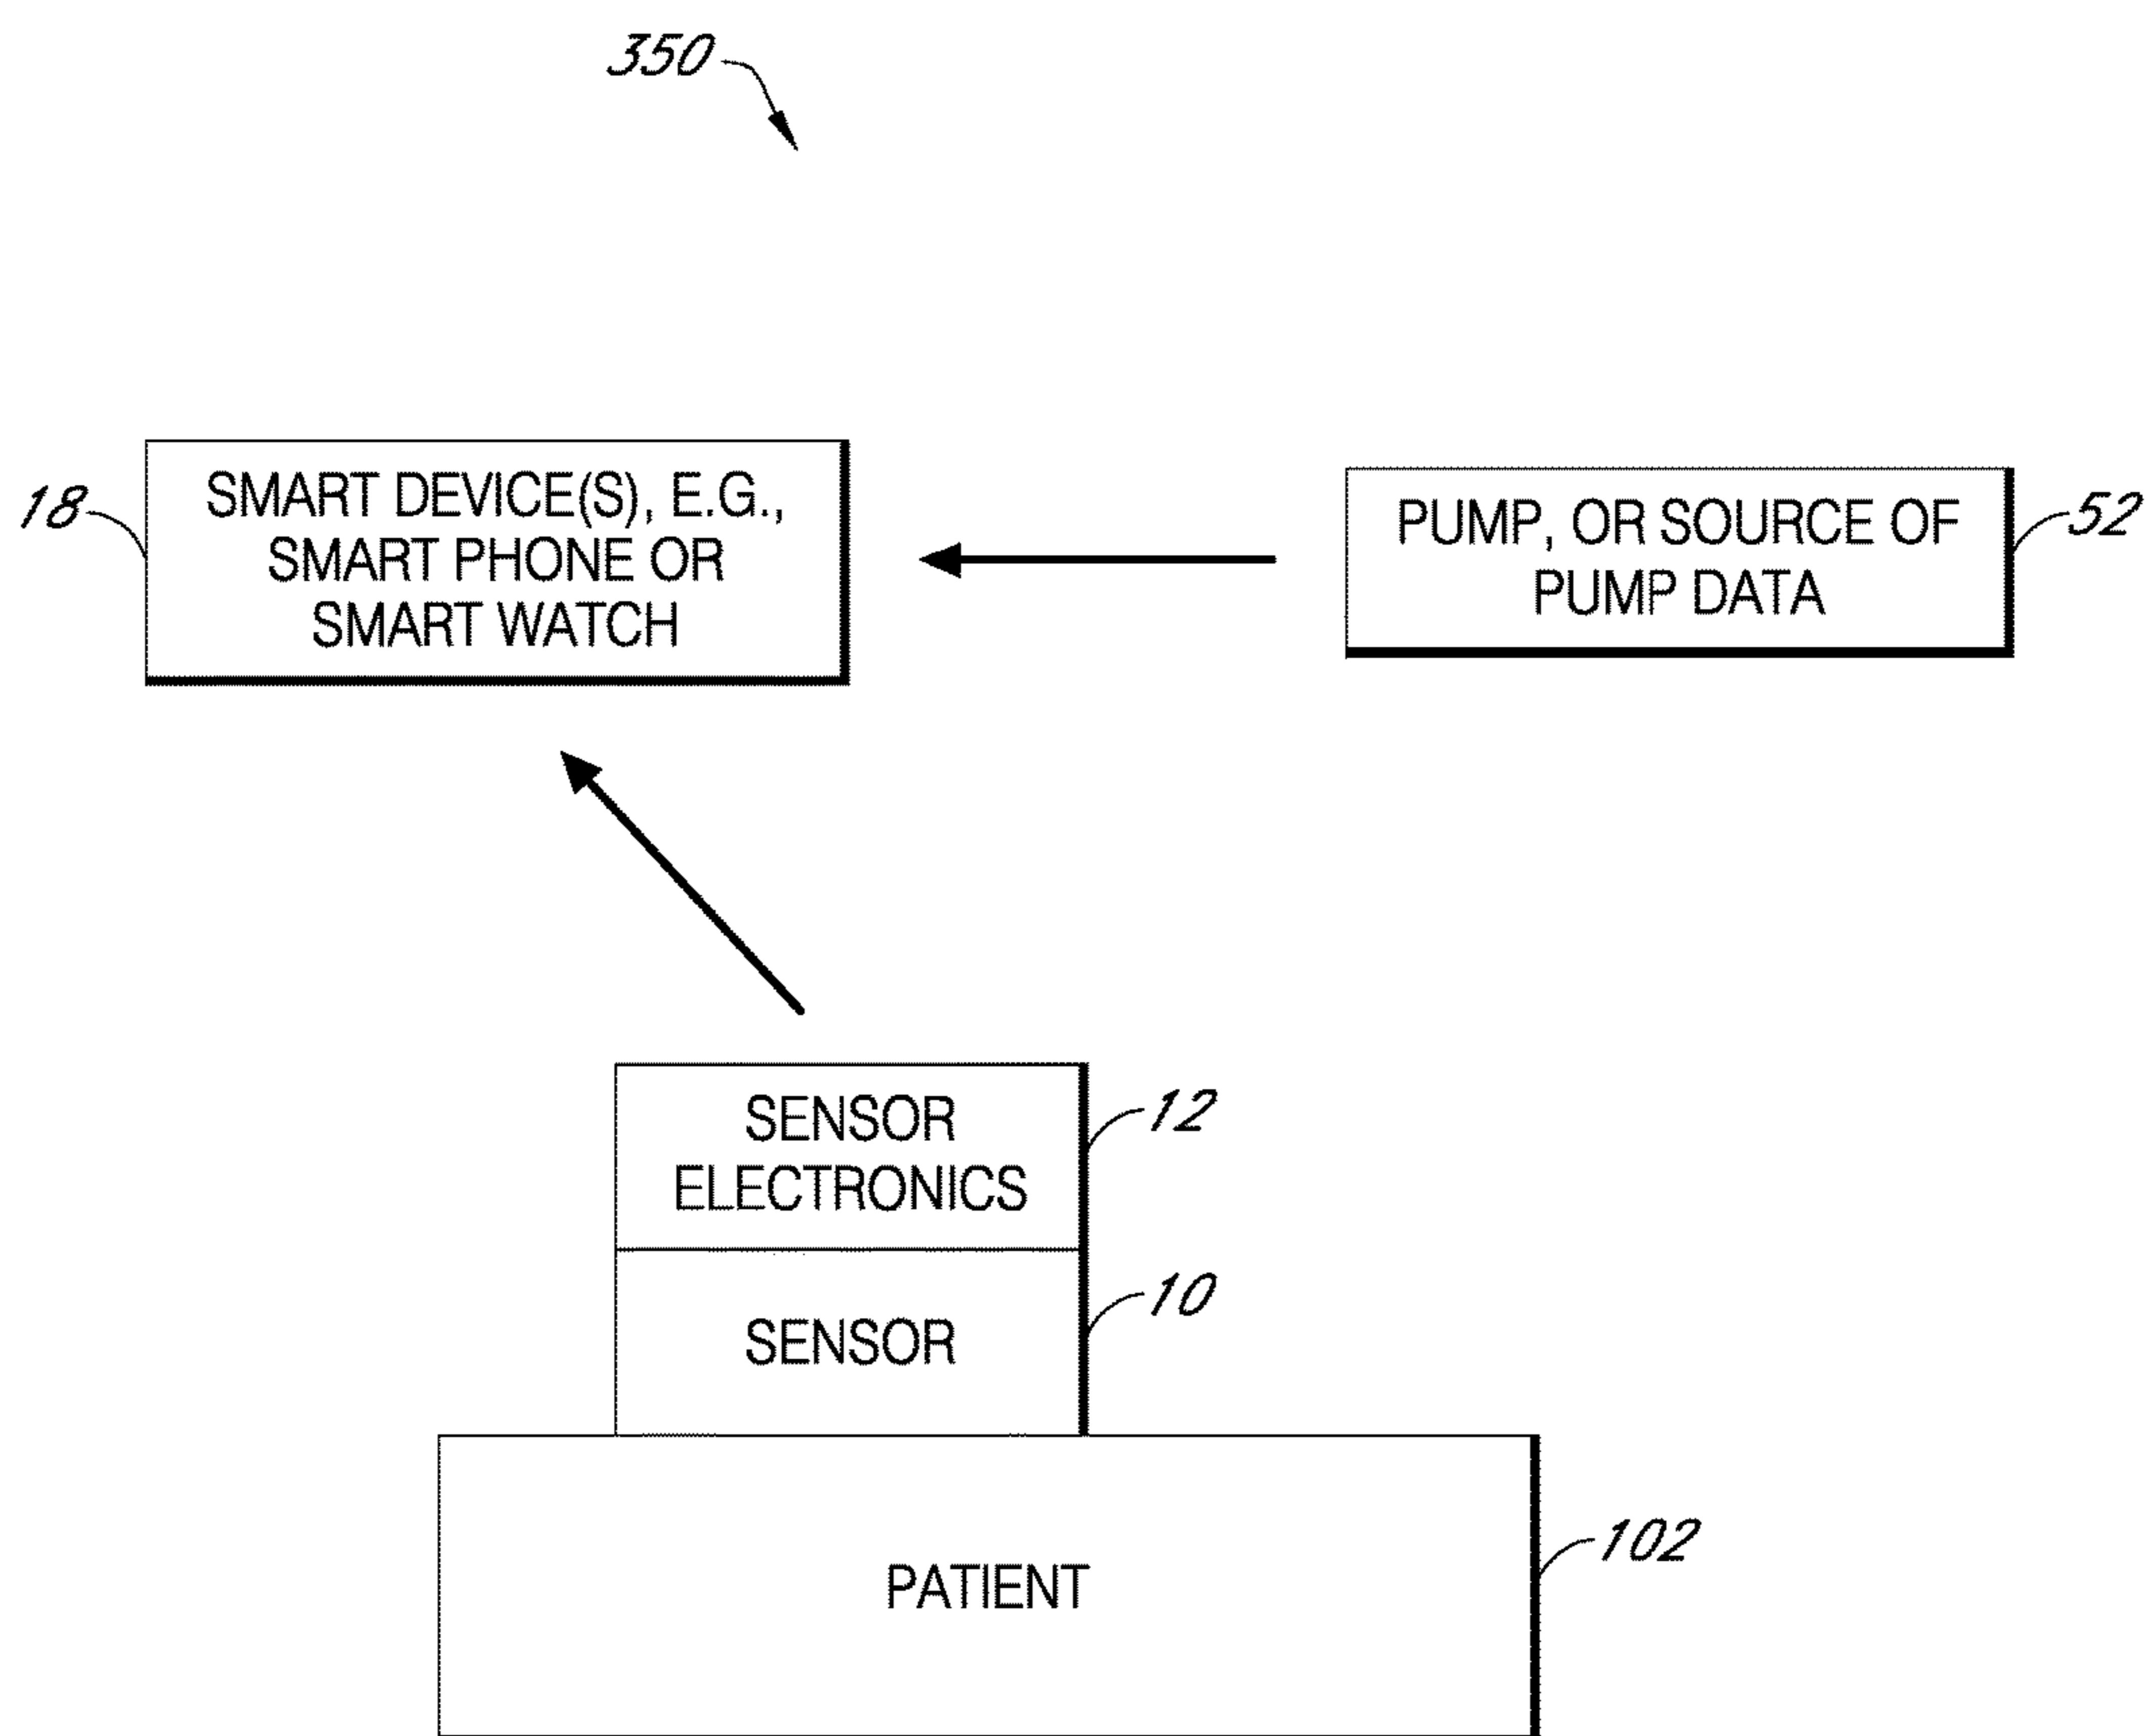 350
18
SMART DEVICE(S), E.G.,
SMART PHONE OR
SMART WATCH
PUMP, OR SOURCE OF
PUMP DATA
52
SENSOR
ELECTRONICS
12
SENSOR
10
PATIENT
102